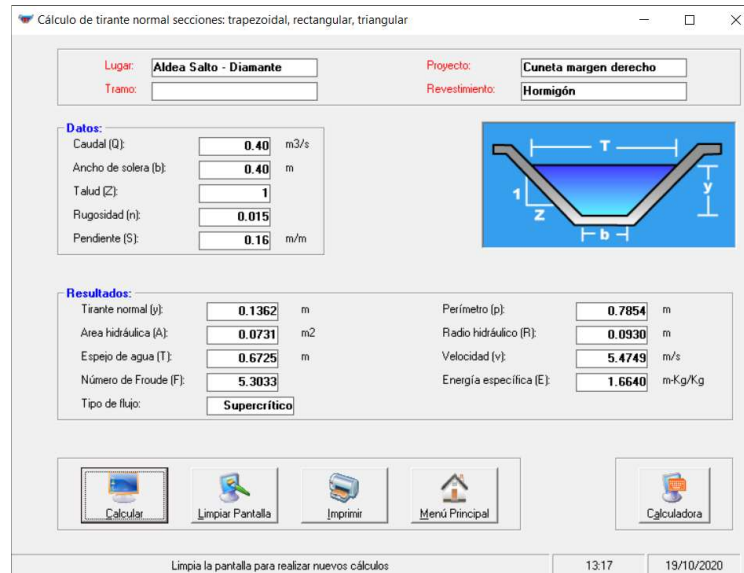 Cálculo de tirante normal secciones: trapezoidal, rectangular, triangular
Lugar: Aldea Salto - Diamante Proyecto: Cuneta margen derecho
Tramo: Revestimiento: Hormigón
Datos:
Caudal (Q): 0.40 m3/s
Ancho de solera (b): 0.40 m
Talud (Z): 1
Rugosidad (n): 0.015
Pendiente (S): 0.16 m/m
T
1
Z
y
b
Resultados:
Tirante normal (y): 0.1362 m Perímetro (p): 0.7854 m
Area hidráulica (A): 0.0731 m2 Radio hidráulico (R): 0.0930 m
Espejo de agua (T): 0.6725 m Velocidad (v): 5.4749 m/s
Número de Froude (F): 5.3033 Energía específica (E): 1.6640 m-Kg/Kg
Tipo de flujo: Supercrítico
Calcular Limpiar Pantalla Imprimir Menú Principal Calculadora
Limpia la pantalla para realizar nuevos cálculos 13:17 19/10/2020